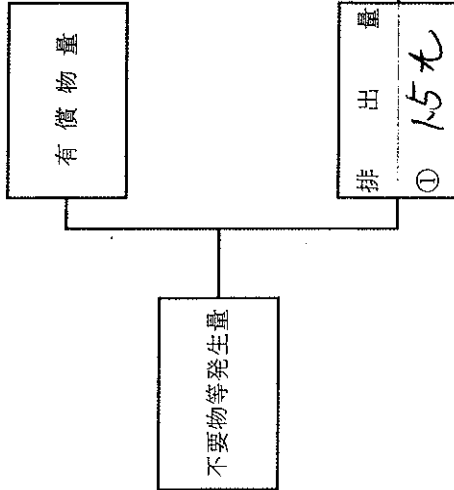 不要物等発生量
有償物量
排出量
① 1.5t